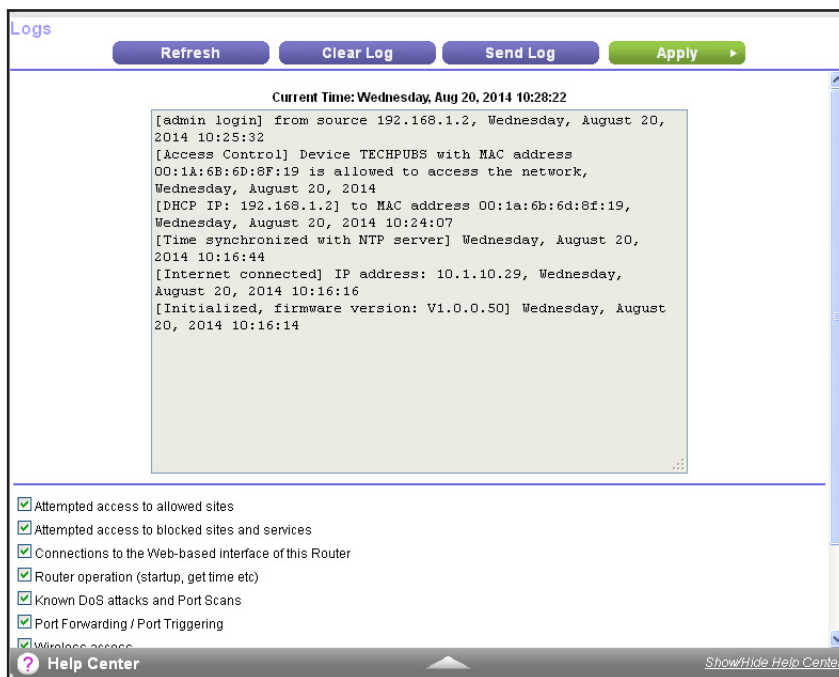 Logs
Refresh Clear Log Send Log Apply
Current Time: Wednesday, Aug 20, 2014 10:28:22
[admin login] from source 192.168.1.2, Wednesday, August 20,
2014 10:25:32
[Access Control] Device TECHPUBS with MAC address
00:1A:6B:6D:8F:19 is allowed to access the network,
Wednesday, August 20, 2014
[DHCP IP: 192.168.1.2] to MAC address 00:1a:6b:6d:8f:19,
Wednesday, August 20, 2014 10:24:07
[Time synchronized with NTP server] Wednesday, August 20,
2014 10:16:44
[Internet connected] IP address: 10.1.10.29, Wednesday,
August 20, 2014 10:16:16
[Initialized, firmware version: V1.0.0.50] Wednesday, August
20, 2014 10:16:14
Attempted access to allowed sites
Attempted access to blocked sites and services
Connections to the Web-based interface of this Router
Router operation (startup, get time etc)
Known DoS attacks and Port Scans
Port Forwarding / Port Triggering
Wireless access
? Help Center Show/Hide Help Center